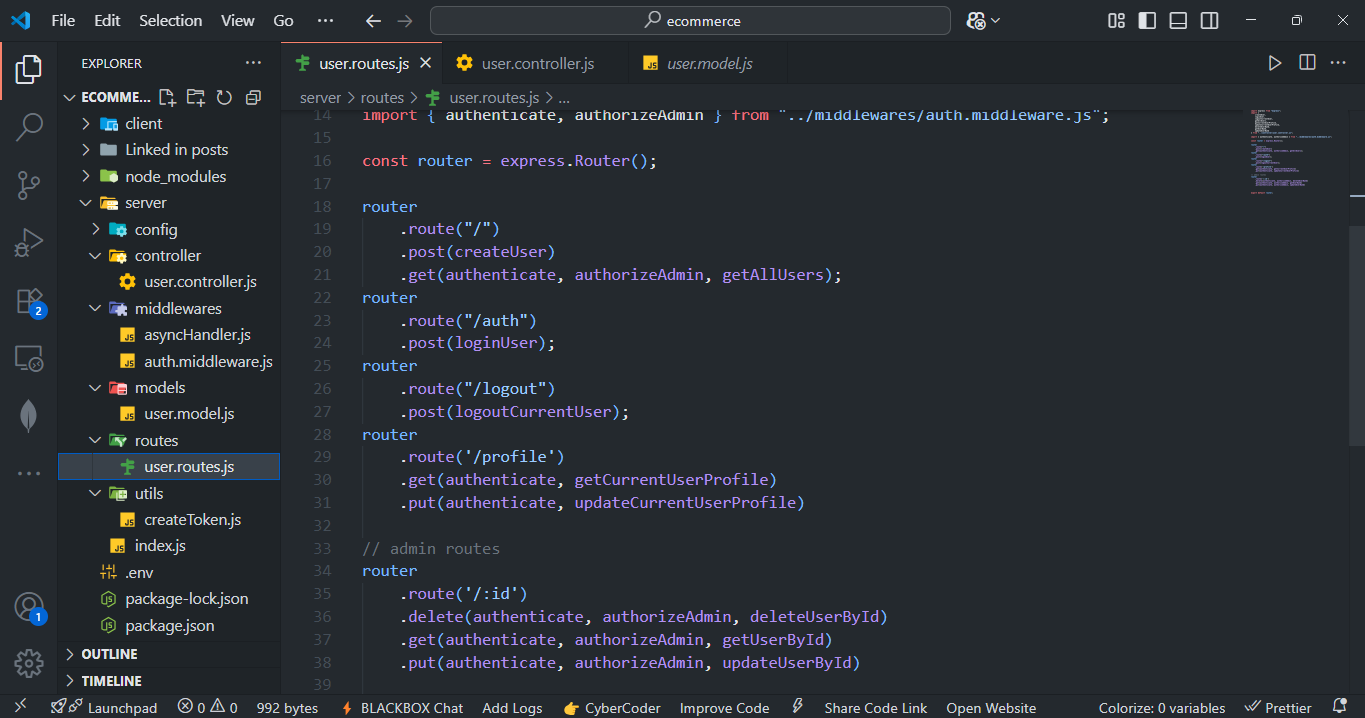 File Edit Selection View Go ··· ecommerce
EXPLORER ···
user.routes.js user.controller.js user.model.js ···
ECOMME...
server > routes > user.routes.js > ...
client
Linked in posts
node_modules
server
config
controller
user.controller.js
middlewares
asyncHandler.js
auth.middleware.js
models
user.model.js
routes
user.routes.js
utils
createToken.js
index.js
.env
package-lock.json
package.json
OUTLINE
TIMELINE
2
1
14 import { authenticate, authorizeAdmin } from "../middlewares/auth.middleware.js";
15
16 const router = express.Router();
17
18 router
19 .route("/")
20 .post(createUser)
21 .get(authenticate, authorizeAdmin, getAllUsers);
22 router
23 .route("/auth")
24 .post(loginUser);
25 router
26 .route("/logout")
27 .post(logoutCurrentUser);
28 router
29 .route('/profile')
30 .get(authenticate, getCurrentUserProfile)
31 .put(authenticate, updateCurrentUserProfile)
32
33 // admin routes
34 router
35 .route('/:id')
36 .delete(authenticate, authorizeAdmin, deleteUserById)
37 .get(authenticate, authorizeAdmin, getUserById)
38 .put(authenticate, authorizeAdmin, updateUserById)
39
Launchpad 0 0 992 bytes BLACKBOX Chat Add Logs CyberCoder Improve Code Share Code Link Open Website Colorize: 0 variables Prettier